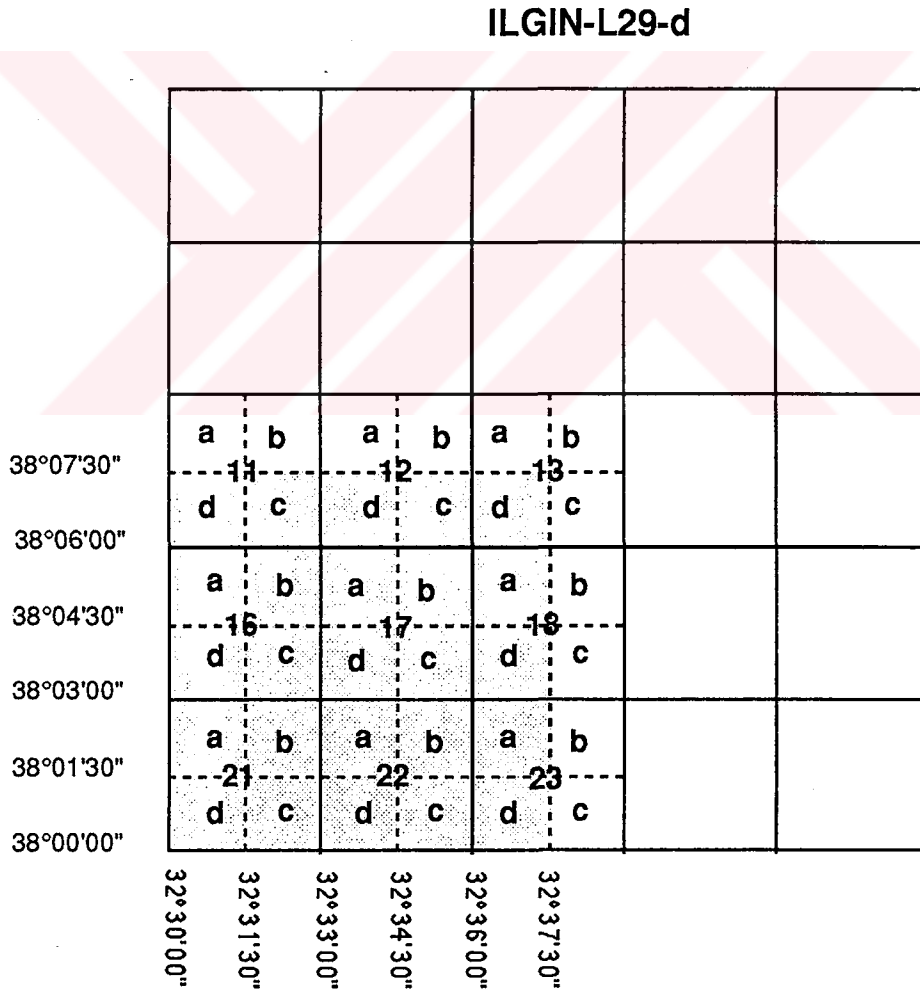 ILGIN-L29-d
a b a b a b
38°07'30" 11 12 13
d c d c d c
38°06'00"
a b a b a b
38°04'30" 16 17 18
d c d c d c
38°03'00"
a b a b a b
38°01'30" 21 22 23
d c d c d c
38°00'00"
32°30'00"
32°31'30"
32°33'00"
32°34'30"
32°36'00"
32°37'30"